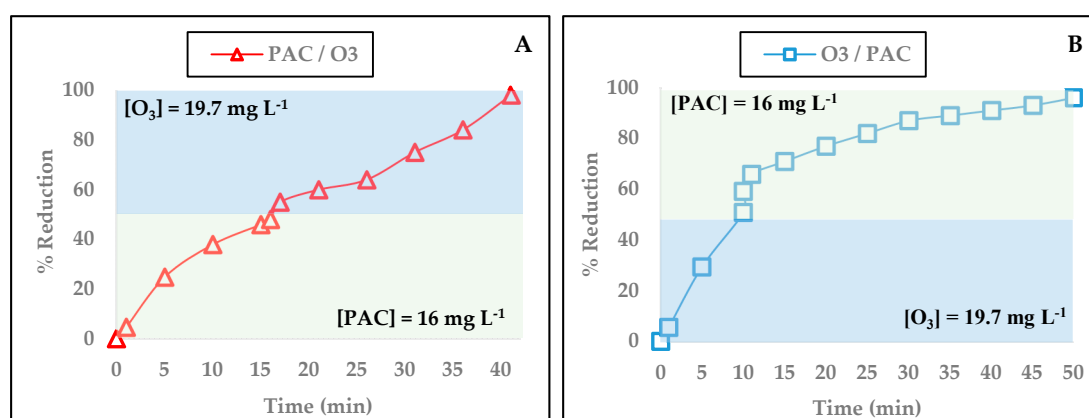 PAC / O3
A
[O₃] = 19.7 mg L⁻¹
[PAC] = 16 mg L⁻¹
% Reduction
100
80
60
40
20
0
0 5 10 15 20 25 30 35 40
Time (min)
O3 / PAC
B
[PAC] = 16 mg L⁻¹
[O₃] = 19.7 mg L⁻¹
% Reduction
100
80
60
40
20
0
0 5 10 15 20 25 30 35 40 45 50
Time (min)